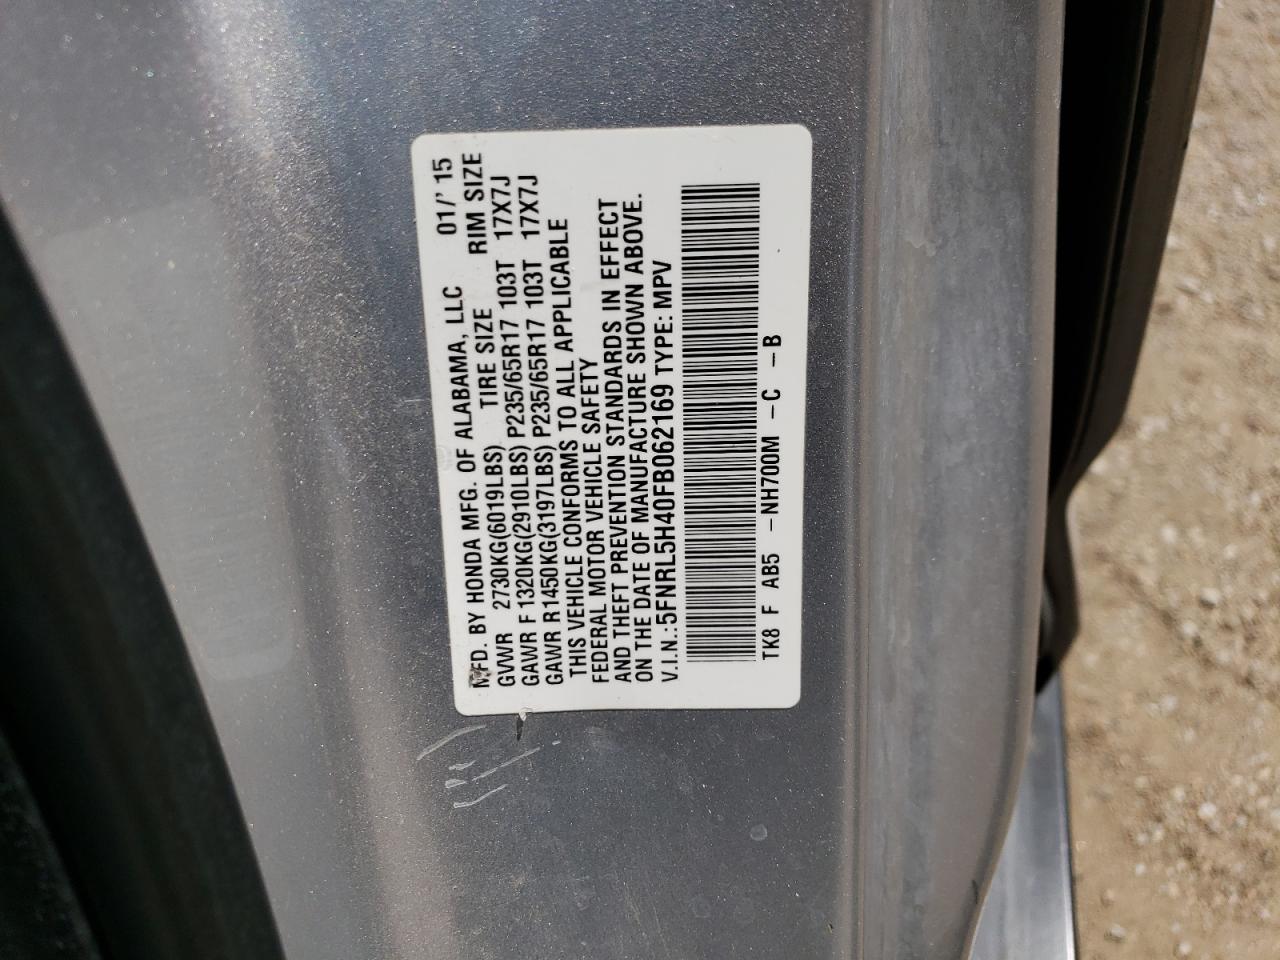 MFD. BY HONDA MFG. OF ALABAMA, LLC 01/'15
GVWR 2730KG(6019LBS) TIRE SIZE RIM SIZE
GAWR F 1320KG(2910LBS) P235/65R17 103T 17X7J
GAWR R 1450KG(3197LBS) P235/65R17 103T 17X7J
THIS VEHICLE CONFORMS TO ALL APPLICABLE
FEDERAL MOTOR VEHICLE SAFETY
AND THEFT PREVENTION STANDARDS IN EFFECT
ON THE DATE OF MANUFACTURE SHOWN ABOVE.
V.I.N.:5FNRL5H40FB062169 TYPE: MPV
TK8 F AB5 -NH700M -C -B